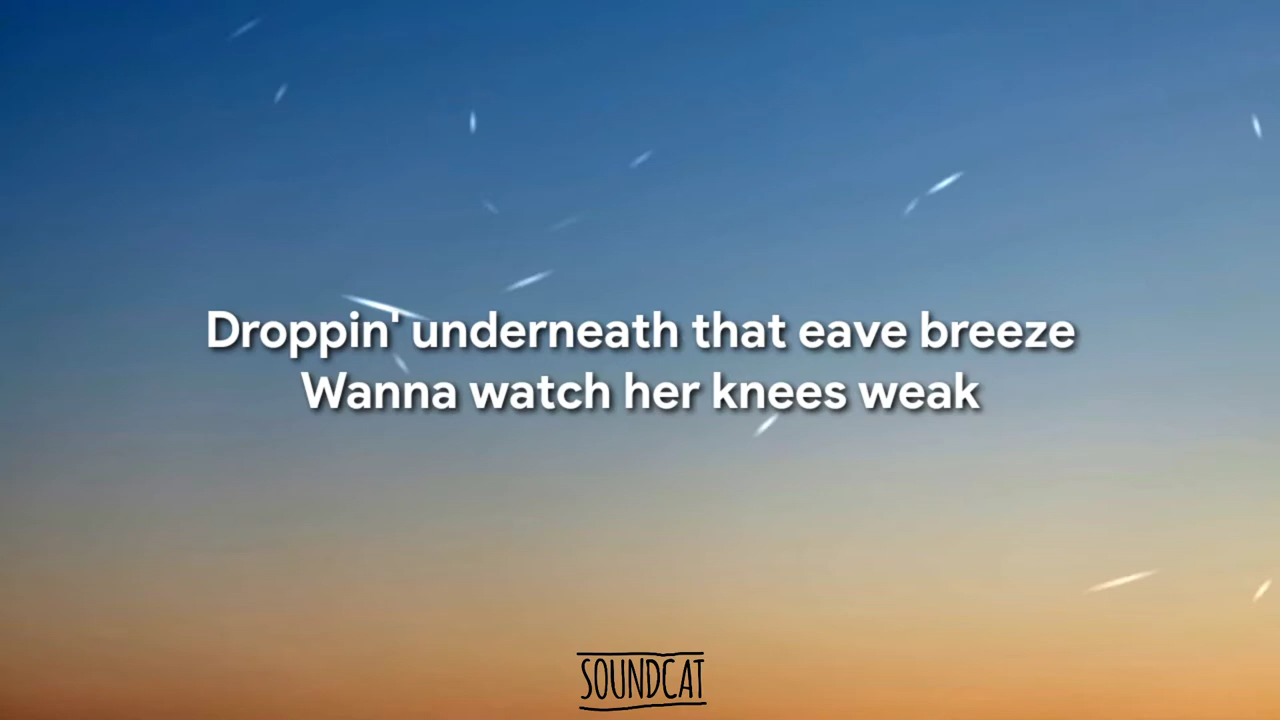 Droppin' underneath that eave breeze
Wanna watch her knees weak
SOUNDCAT